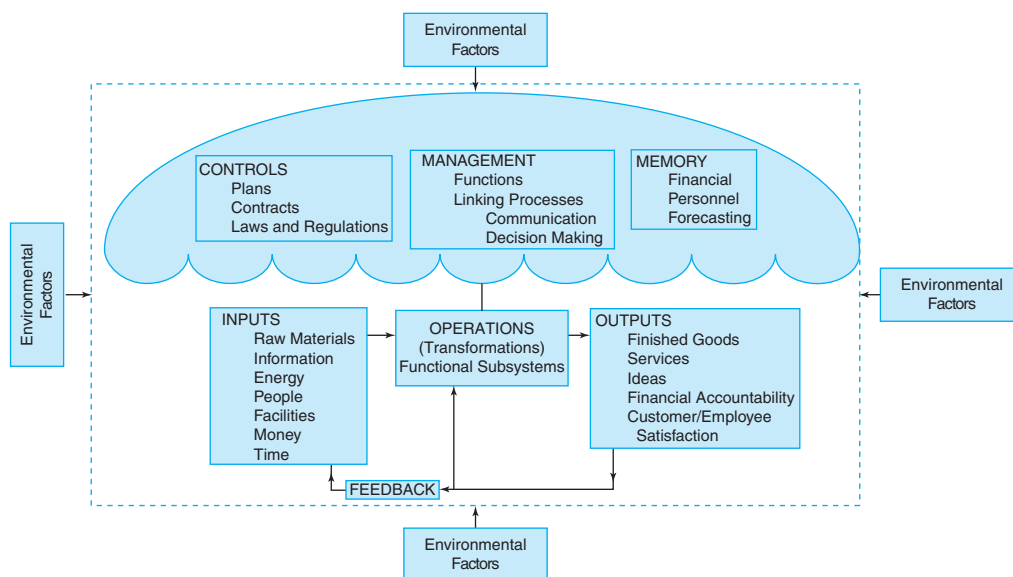 Environmental
Factors
CONTROLS
Plans
Contracts
Laws and Regulations
MANAGEMENT
Functions
Linking Processes
Communication
Decision Making
MEMORY
Financial
Personnel
Forecasting
Environmental
Factors
Environmental
Factors
INPUTS
Raw Materials
Information
Energy
People
Facilities
Money
Time
OPERATIONS
(Transformations)
Functional Subsystems
OUTPUTS
Finished Goods
Services
Ideas
Financial Accountability
Customer/Employee
Satisfaction
FEEDBACK
Environmental
Factors